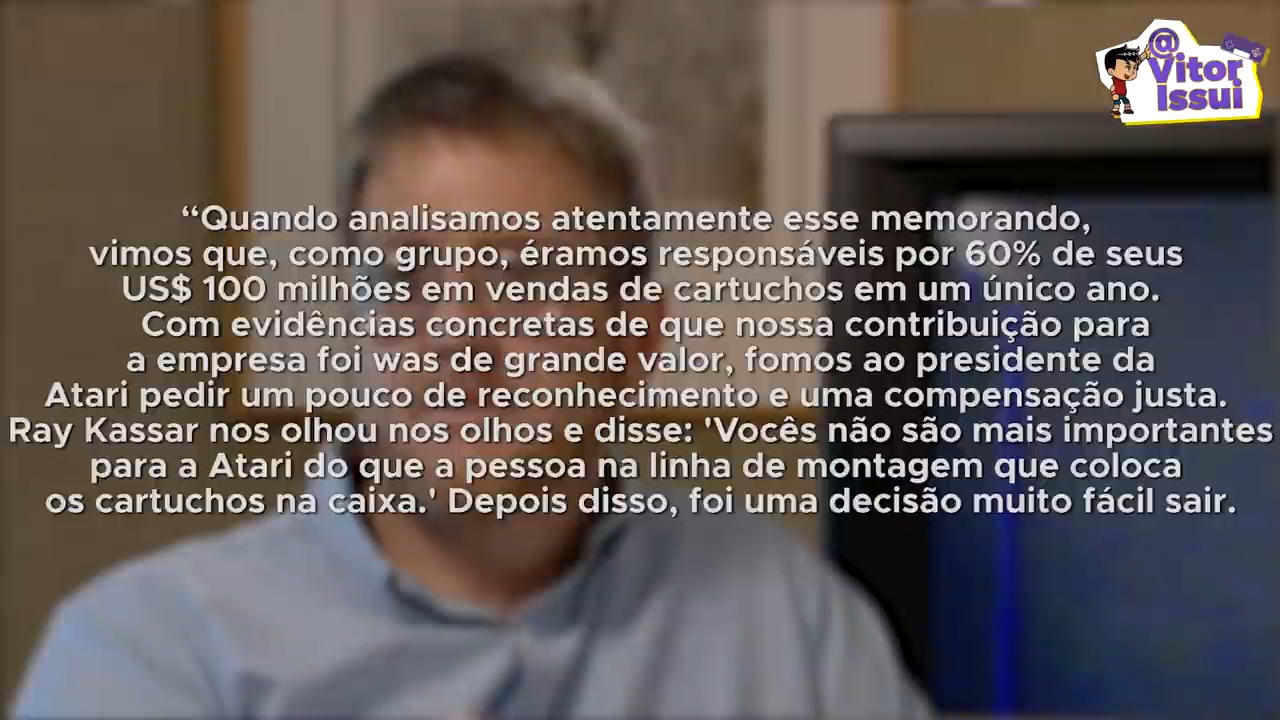 @
Vitor
Issui
“Quando analisamos atentamente esse memorando,
vimos que, como grupo, éramos responsáveis por 60% de seus
US$ 100 milhões em vendas de cartuchos em um único ano.
Com evidências concretas de que nossa contribuição para
a empresa foi was de grande valor, fomos ao presidente da
Atari pedir um pouco de reconhecimento e uma compensação justa.
Ray Kassar nos olhou nos olhos e disse: 'Vocês não são mais importantes
para a Atari do que a pessoa na linha de montagem que coloca
os cartuchos na caixa.' Depois disso, foi uma decisão muito fácil sair.